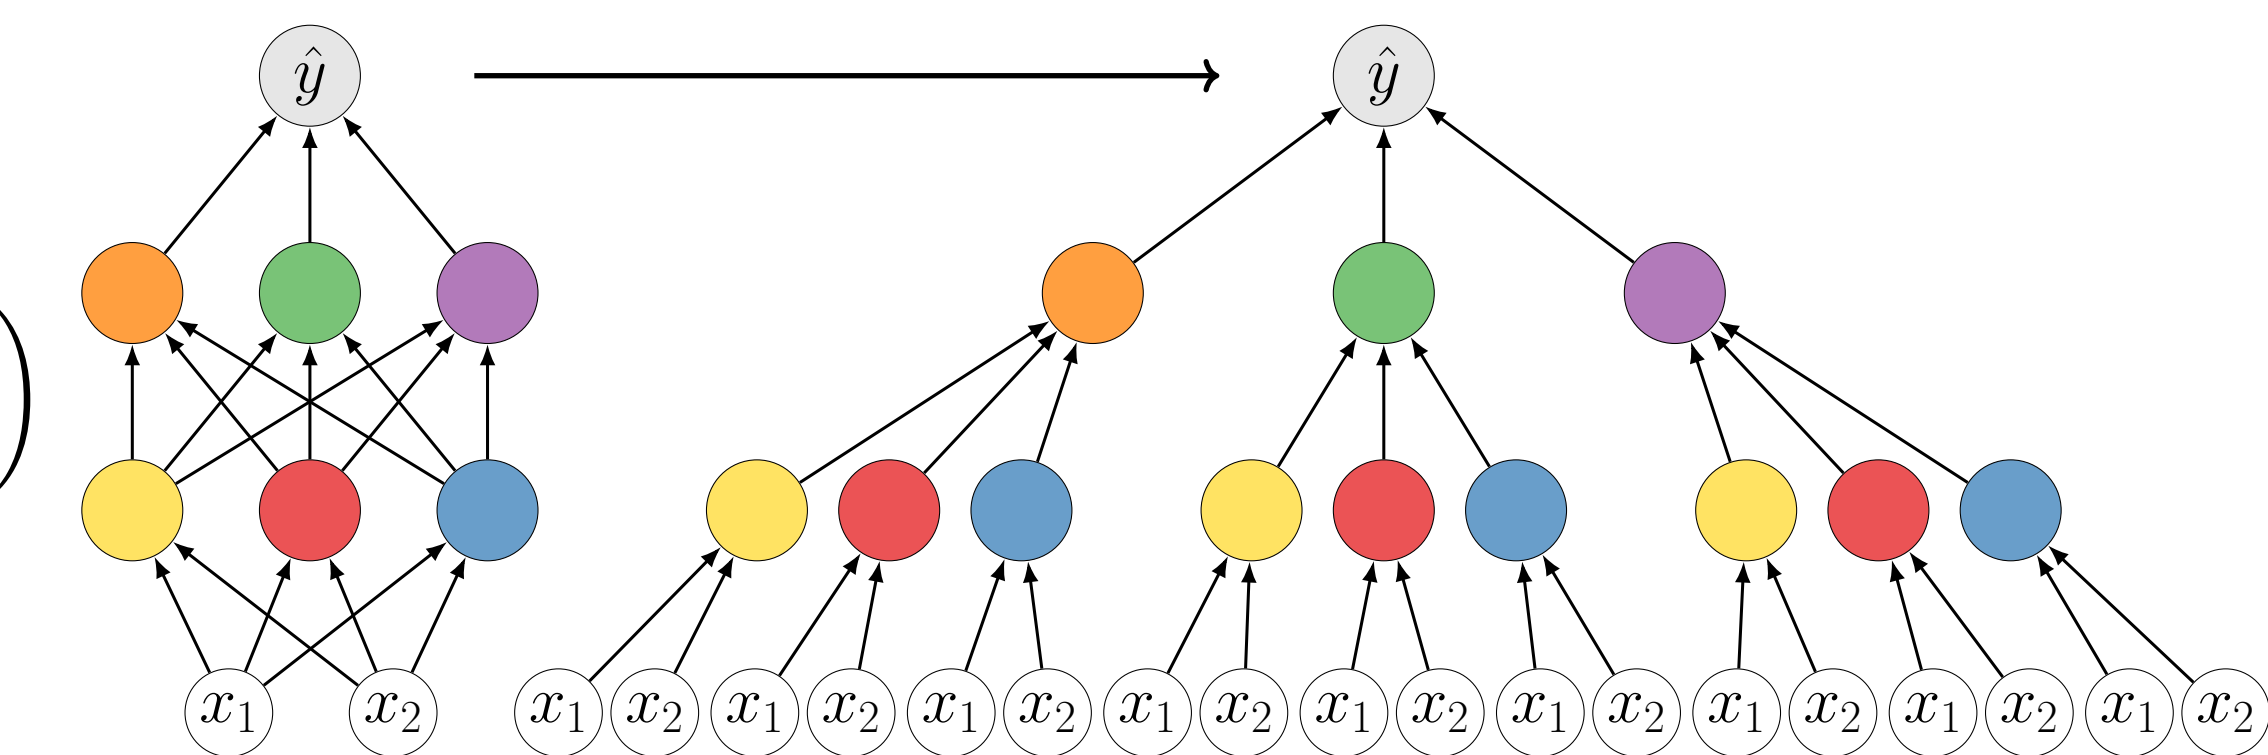 ŷ ŷ
x₁ x₂ x₁ x₂ x₁ x₂ x₁ x₂ x₁ x₂ x₁ x₂ x₁ x₂ x₁ x₂ x₁ x₂ x₁ x₂